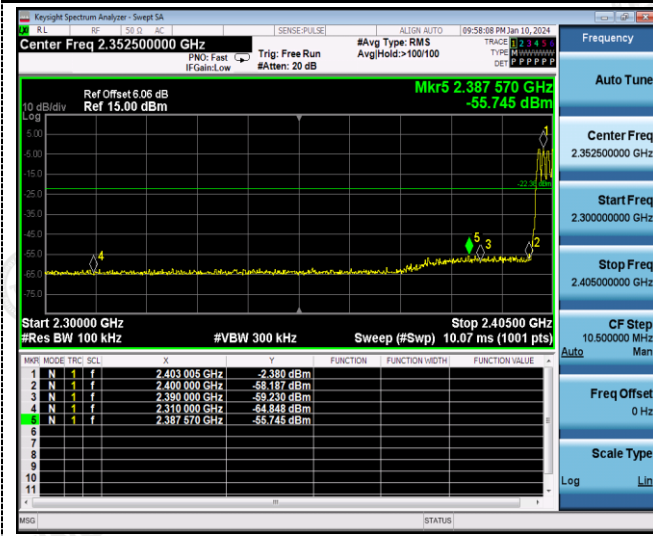 Keysight Spectrum Analyzer - Swept SA
RL RF 50 Ω AC SENSE:PULSE ALIGN AUTO 09:58:08 PM Jan 10, 2024
Center Freq 2.352500000 GHz
PNO: Fast
IFGain:Low
Trig: Free Run
#Atten: 20 dB
#Avg Type: RMS
Avg|Hold:>100/100
TRACE 1 2 3 4 5 6
TYPE M WWWWW
DET P P P P P P
Ref Offset 6.06 dB
Ref 15.00 dBm
10 dB/div
Log
Mkr5 2.387 570 GHz
-55.745 dBm
5.00
-5.00
-15.0
-25.0
-35.0
-45.0
-55.0
-65.0
-75.0
1
-22.38 dBm
5
3
2
4
Start 2.30000 GHz Stop 2.40500 GHz
#Res BW 100 kHz #VBW 300 kHz Sweep (#Swp) 10.07 ms (1001 pts)
MKR MODE TRC SCL X Y FUNCTION FUNCTION WIDTH FUNCTION VALUE
1 N 1 f 2.403 005 GHz -2.380 dBm
2 N 1 f 2.400 000 GHz -58.187 dBm
3 N 1 f 2.390 000 GHz -59.230 dBm
4 N 1 f 2.310 000 GHz -64.848 dBm
5 N 1 f 2.387 570 GHz -55.745 dBm
6
7
8
9
10
11
MSG STATUS
Frequency
Auto Tune
Center Freq
2.352500000 GHz
Start Freq
2.300000000 GHz
Stop Freq
2.405000000 GHz
CF Step
10.500000 MHz
Auto Man
Freq Offset
0 Hz
Scale Type
Log Lin